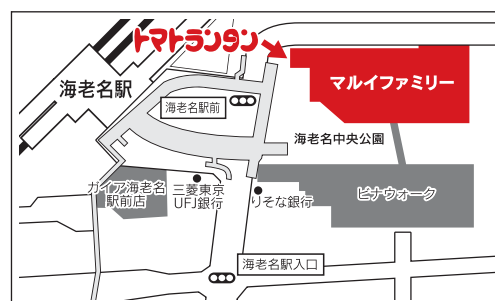 トマトランタン
マルイファミリー
海老名駅
海老名駅前
海老名中央公園
ガイア海老名
駅前店
三菱東京
UFJ銀行
りそな銀行
ビナウォーク
海老名駅入口